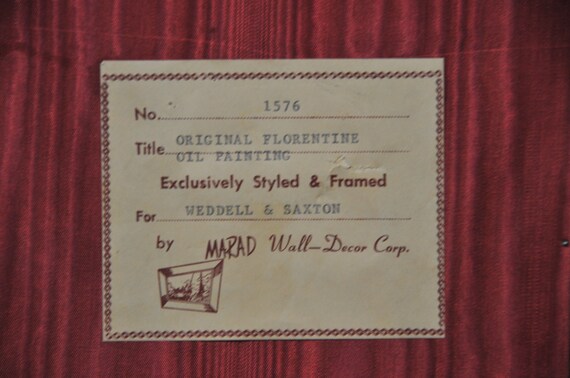 No. 1576
Title ORIGINAL FLORENTINE
OIL PAINTING
Exclusively Styled & Framed
For WEDDELL & SAXTON
by MARAD Wall—Decor Corp.